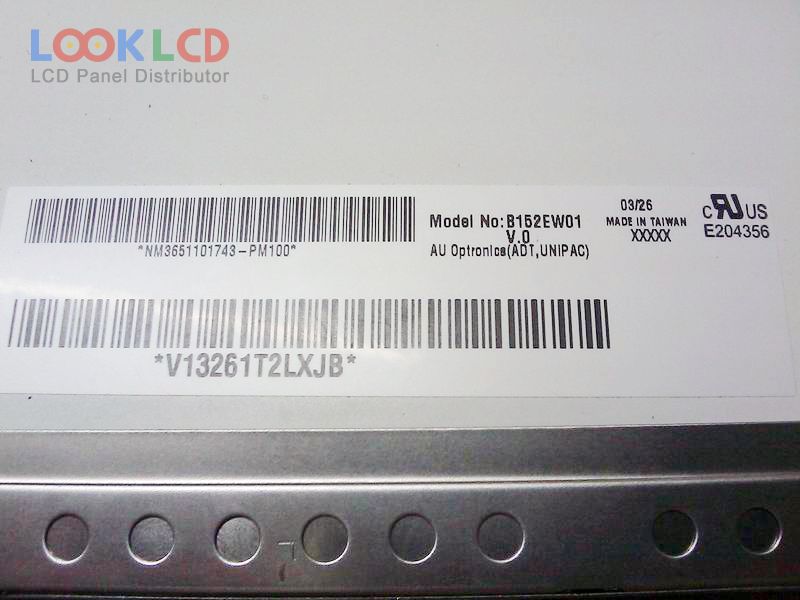 LOOKLCD
LCD Panel Distributor
*NM3651101743-PM100*
Model No:B152EW01
V.0
AU Optronics(ADT,UNIPAC)
03/26
MADE IN TAIWAN
XXXXX
c RU US
E204356
*V13261T2LXJB*